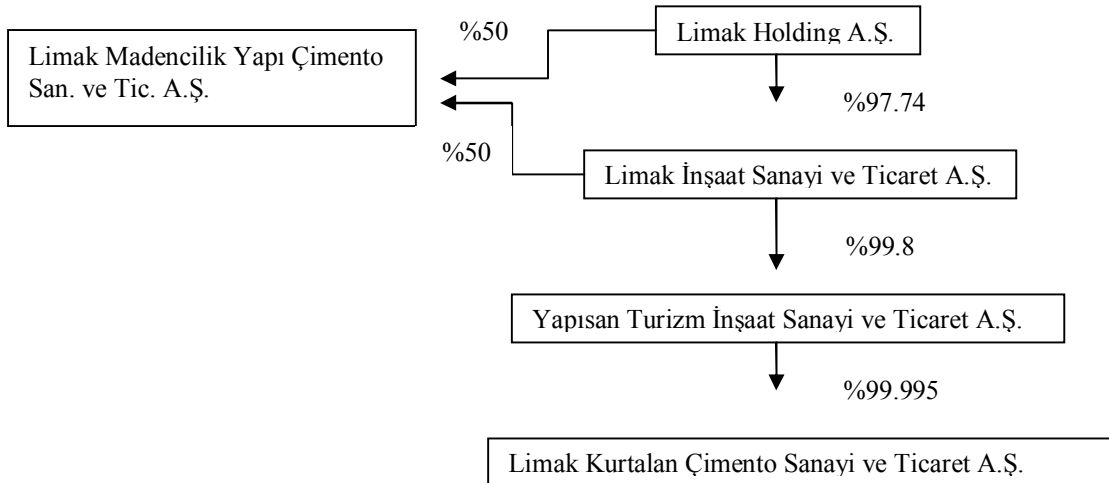 %50
Limak Holding A.Ş.
Limak Madencilik Yapı Çimento
San. ve Tic. A.Ş.
%97.74
%50
Limak İnşaat Sanayi ve Ticaret A.Ş.
%99.8
Yapısan Turizm İnşaat Sanayi ve Ticaret A.Ş.
%99.995
Limak Kurtalan Çimento Sanayi ve Ticaret A.Ş.